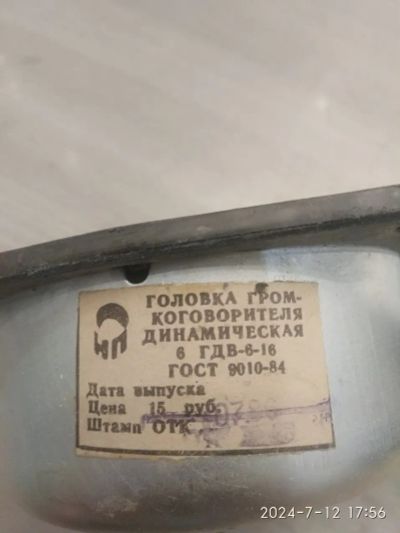 ГОЛОВКА ГРОМ-
КОГОВОРИТЕЛЯ
ДИНАМИЧЕСКАЯ
6 ГДВ-6-16
ГОСТ 9010-84
Дата выпуска
Цена 15 руб.
Штамп ОТК
2024-7-12 17:56